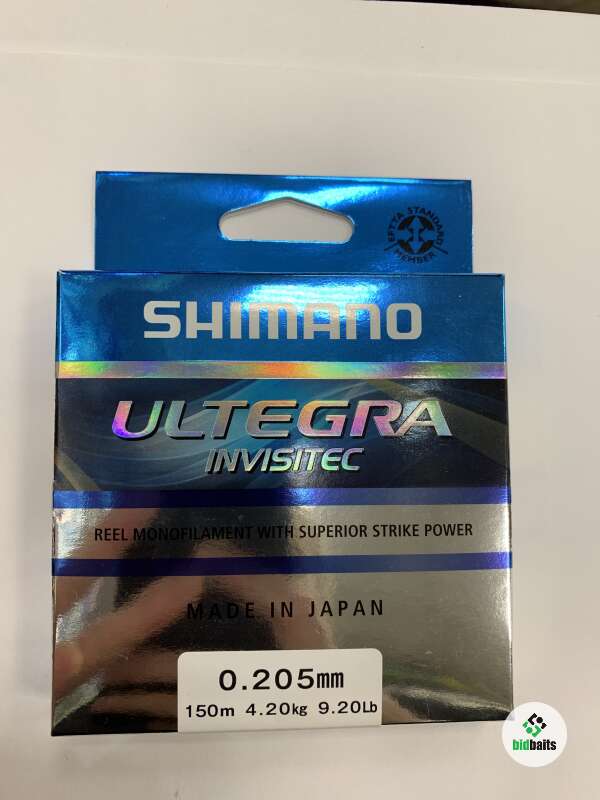 EFTTA STANDARD
MEMBER
SHIMANO
ULTEGRA
INVISITEC
REEL MONOFILAMENT WITH SUPERIOR STRIKE POWER
MADE IN JAPAN
0.205mm
150m 4.20kg 9.20Lb
bidbaits